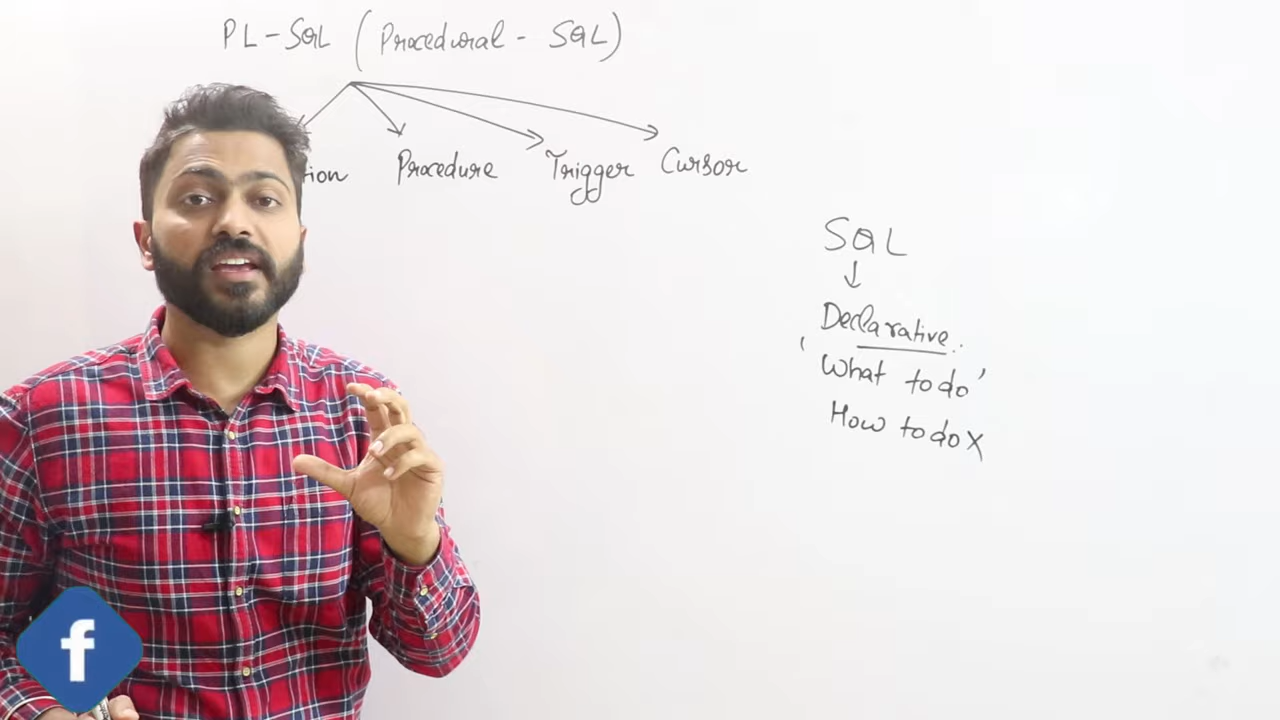 PL-SQL (Procedural - SQL)
tion Procedure Trigger Cursor
SQL
Declarative.
'What to do'
How to do X
f